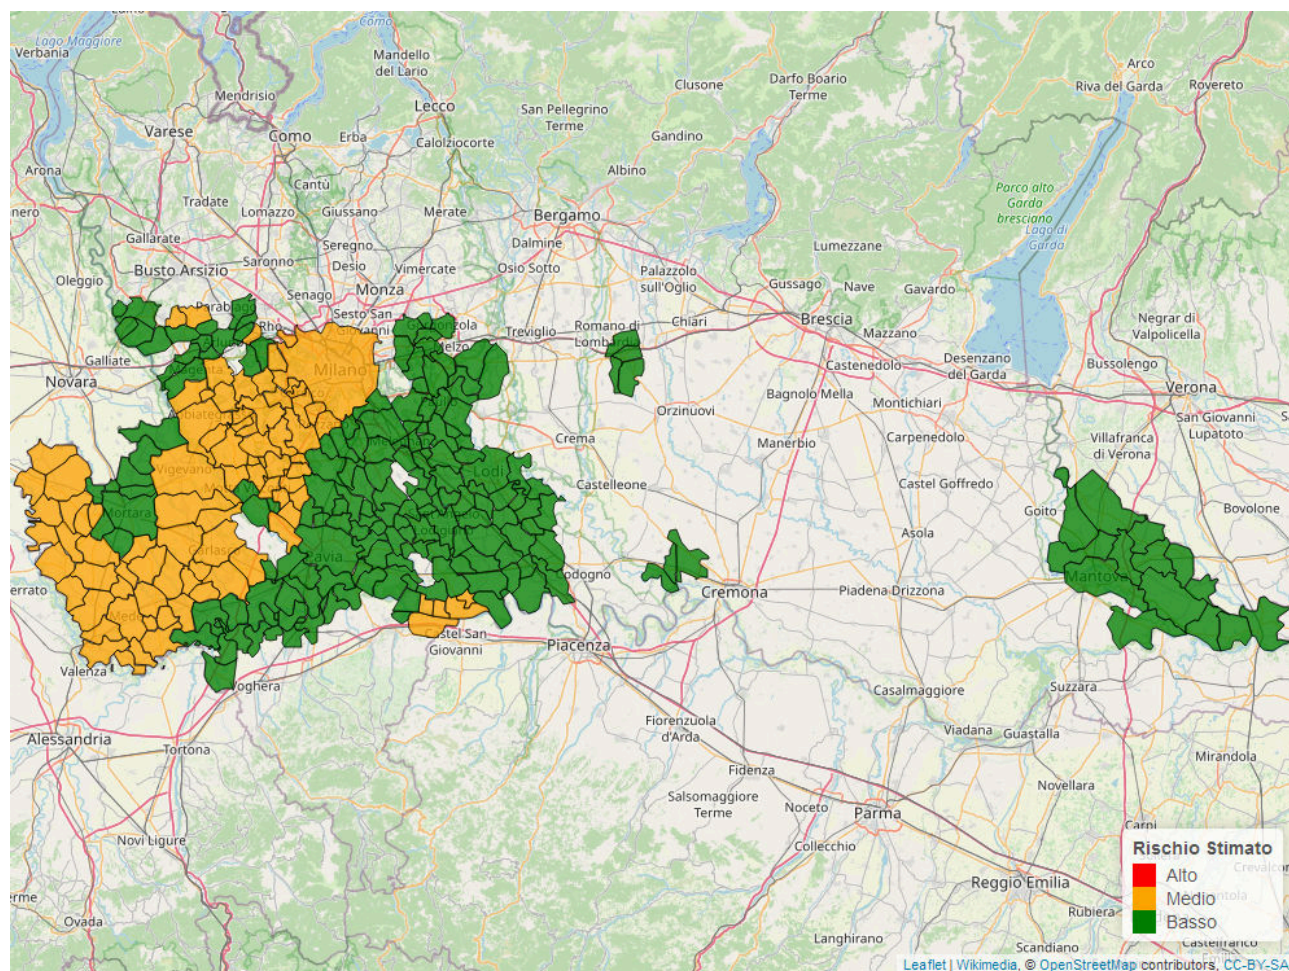 Lago Maggiore
Verbania
Como
Mandello
del Lario
Clusone
Darfo Boario
Terme
Arco
Riva del Garda
Rovereto
Mendrisio
Lecco
San Pellegrino
Terme
Varese
Como
Erba
Calolziocorte
Gandino
Arona
Albino
Cantù
Parco alto
Garda
bresciano
Lago di
Garda
Tradate
Lomazzo
Giussano
Merate
Bergamo
Gallarate
Seregno
Dalmine
Lumezzane
Oleggio
Busto Arsizio
Saronno
Desio
Vimercate
Osio Sotto
Palazzolo
sull'Oglio
Gussago
Nave
Gavardo
Senago
Monza
Parabiago
Rho
Sesto San
Giovanni
Gorgonzola
Treviglio
Romano di
Lombardia
Chiari
Brescia
Mazzano
Negrar di
Valpolicella
Galliate
Magenta
Milano
Melzo
Castenedolo
Desenzano
del Garda
Bussolengo
Novara
Verona
Bagnolo Mella
Montichiari
San Giovanni
Lupatoto
Orzinuovi
Crema
Manerbio
Carpenedolo
Villafranca
di Verona
Vigevano
Lodi
Castelleone
Castel Goffredo
Mortara
Goito
Bovolone
Asola
Garlasco
Pavia
Codogno
Cremona
Piadena Drizzona
Mantova
Castel San
Giovanni
Piacenza
Valenza
Voghera
Casalmaggiore
Suzzara
Fiorenzuola
d'Arda
Viadana
Guastalla
Alessandria
Tortona
Mirandola
Fidenza
Novellara
Salsomaggiore
Terme
Noceto
Parma
Carpi
Novi Ligure
Collecchio
Reggio Emilia
Rubiera
Ovada
Langhirano
Scandiano
Castelfranco
Rischio Stimato
Alto
Medio
Basso
Leaflet | Wikimedia, © OpenStreetMap contributors, CC-BY-SA